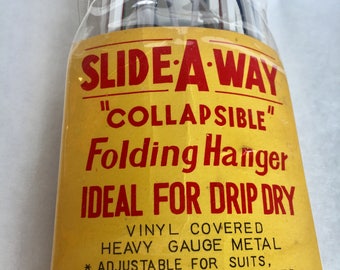 SLIDE·A·WAY
"COLLAPSIBLE"
Folding Hanger
IDEAL FOR DRIP DRY
VINYL COVERED
HEAVY GAUGE METAL
* ADJUSTABLE FOR SUITS,